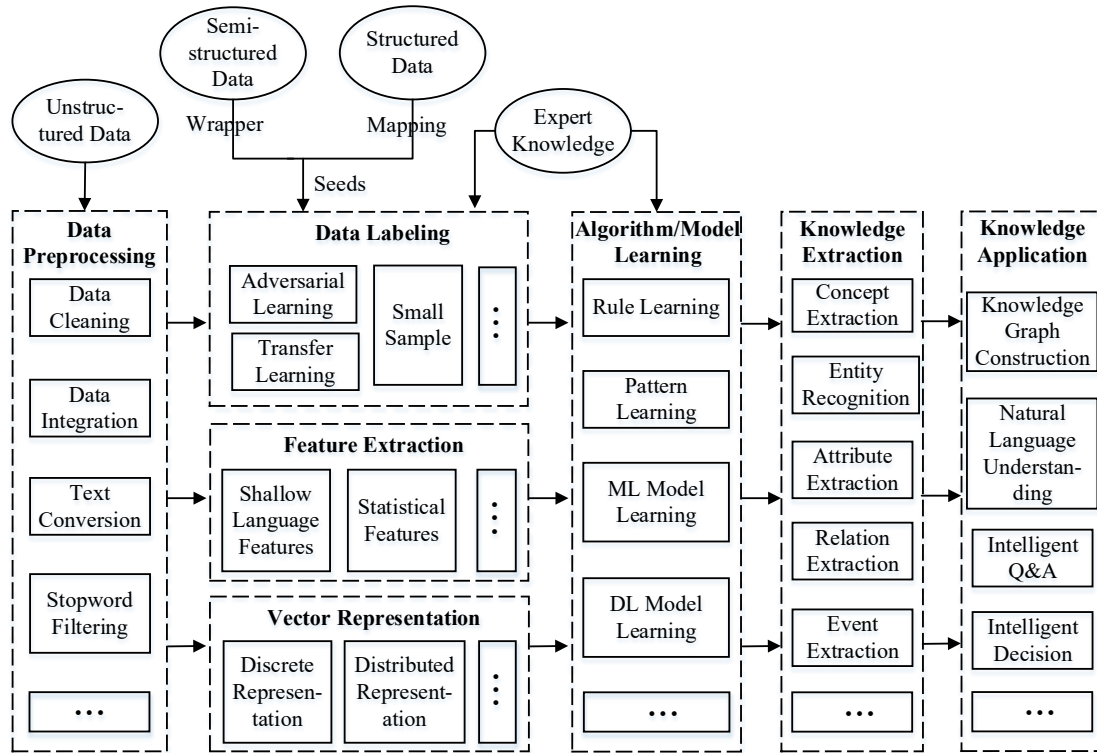 Semi-
structured
Data
Structured
Data
Unstruc-
tured Data
Wrapper
Mapping
Expert
Knowledge
Seeds
Data
Preprocessing
Data
Cleaning
Data
Integration
Text
Conversion
Stopword
Filtering
...
Data Labeling
Adversarial
Learning
Transfer
Learning
Small
Sample
...
Feature Extraction
Shallow
Language
Features
Statistical
Features
...
Vector Representation
Discrete
Represen-
tation
Distributed
Represent-
ation
...
Algorithm/Model
Learning
Rule Learning
Pattern
Learning
ML Model
Learning
DL Model
Learning
...
Knowledge
Extraction
Concept
Extraction
Entity
Recognition
Attribute
Extraction
Relation
Extraction
Event
Extraction
...
Knowledge
Application
Knowledge
Graph
Construction
Natural
Language
Understan-
ding
Intelligent
Q&A
Intelligent
Decision
...